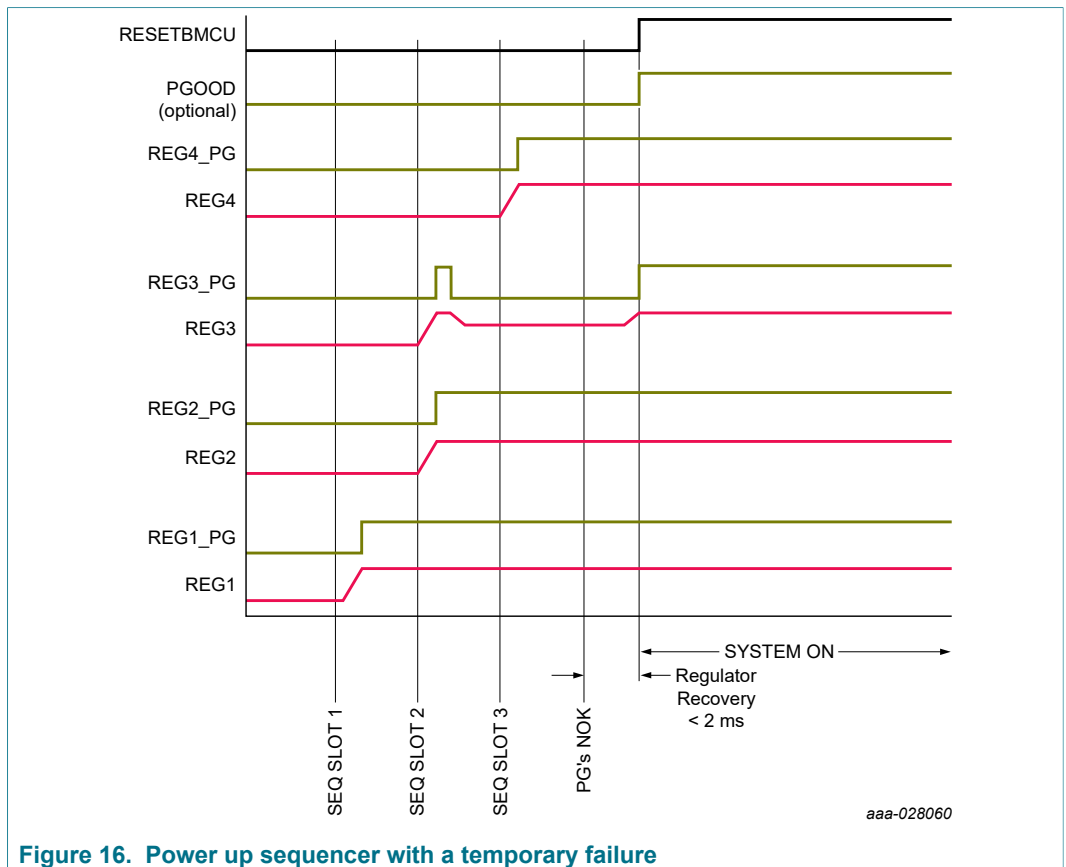 RESETBMCU
PGOOD
(optional)
REG4_PG
REG4
REG3_PG
REG3
REG2_PG
REG2
REG1_PG
REG1
SYSTEM ON
Regulator
Recovery
< 2 ms
SEQ SLOT 1
SEQ SLOT 2
SEQ SLOT 3
PG's NOK
aaa-028060
Figure 16. Power up sequencer with a temporary failure